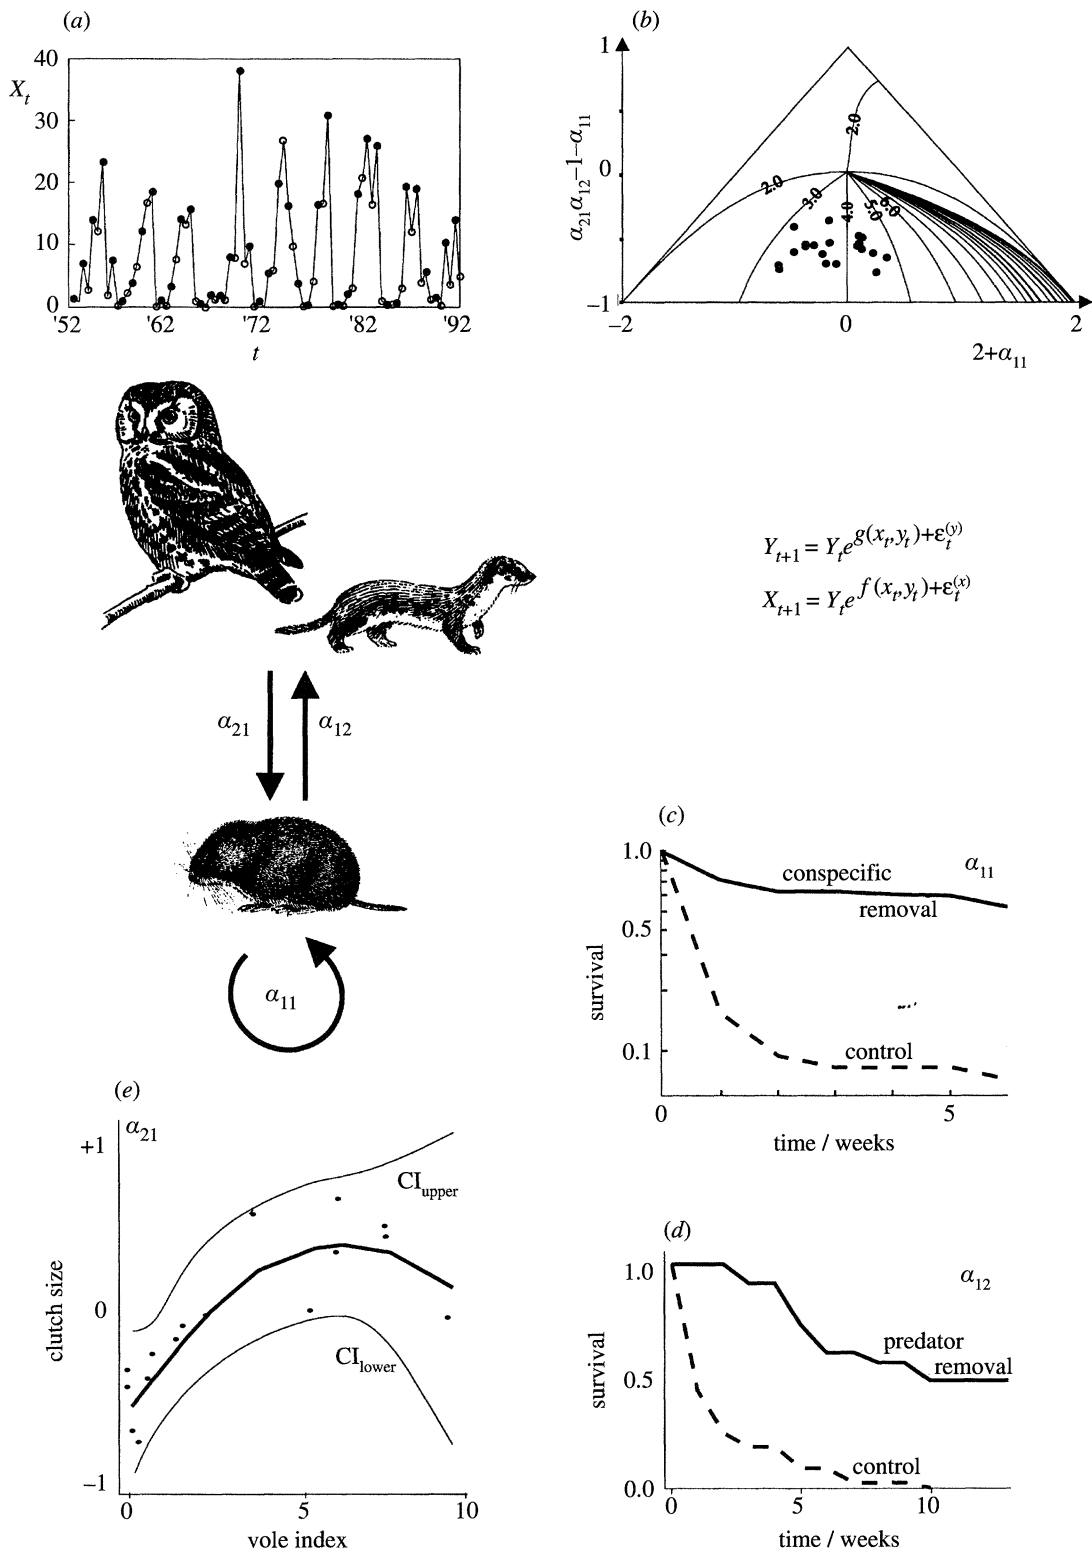 (a)
X_t
40
30
20
10
0
'52 '62 '72 '82 '92
t
(b)
α21α12−1−α11
1
0
−1
2.0
2.0 3.0 4.0 5.0 6.0
−2 0 2
2+α11
Y_{t+1} = Y_t e^{g(x_t,y_t)+ε_t^{(y)}}
X_{t+1} = Y_t e^{f(x_t,y_t)+ε_t^{(x)}}
α21 α12
α11
(c)
survival
1.0
0.5
0.1
α11
conspecific
removal
control
0 5
time / weeks
(e)
α21
clutch size
+1
0
−1
CI_upper
CI_lower
0 5 10
vole index
(d)
survival
1.0
0.5
0.0
α12
predator
removal
control
0 5 10
time / weeks